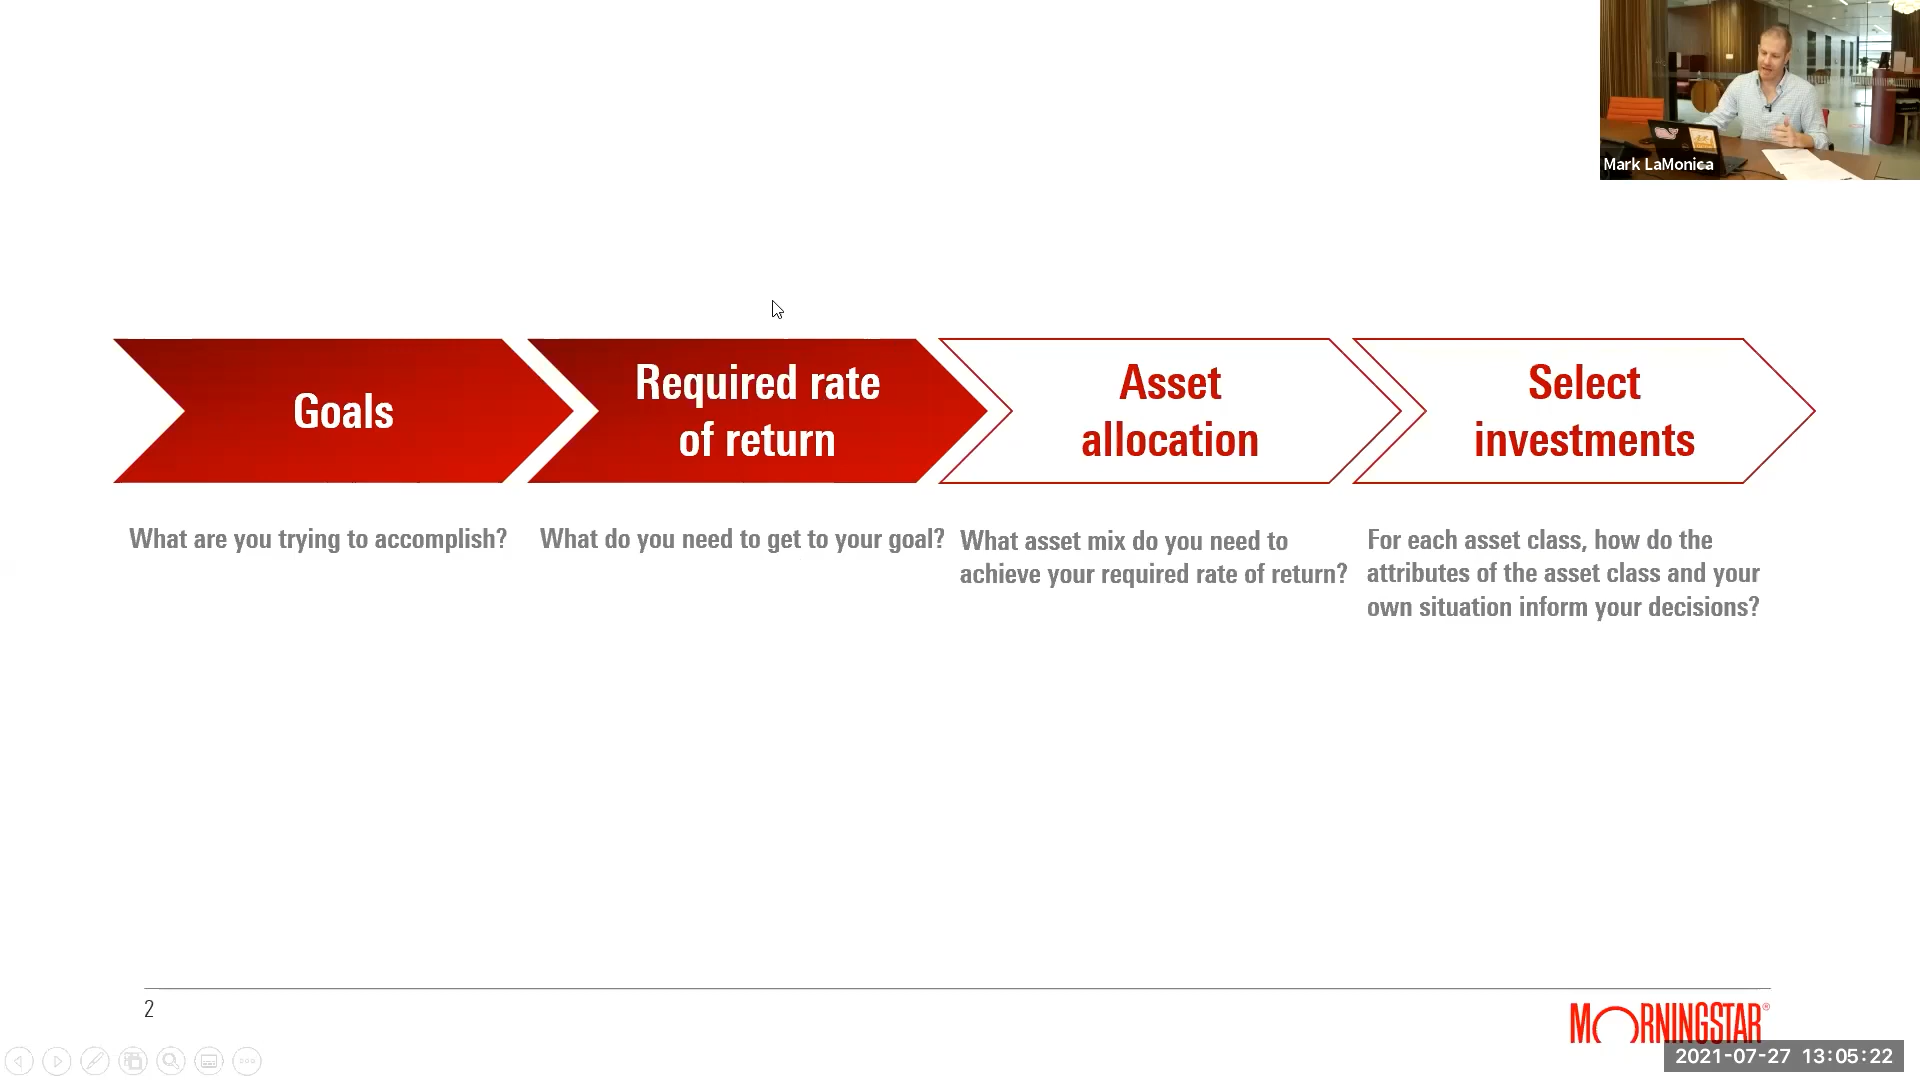 Mark LaMonica
Goals
Required rate
of return
Asset
allocation
Select
investments
What are you trying to accomplish?
What do you need to get to your goal?
What asset mix do you need to
achieve your required rate of return?
For each asset class, how do the
attributes of the asset class and your
own situation inform your decisions?
2
MORNINGSTAR®
2021-07-27 13:05:22